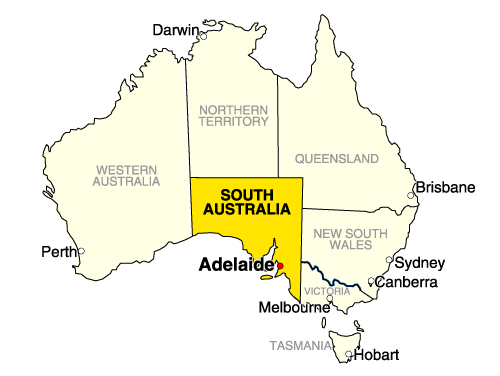 Darwin
NORTHERN
TERRITORY
QUEENSLAND
WESTERN
AUSTRALIA
Brisbane
SOUTH
AUSTRALIA
NEW SOUTH
WALES
Perth
Adelaide
Sydney
Canberra
VICTORIA
Melbourne
TASMANIA
Hobart